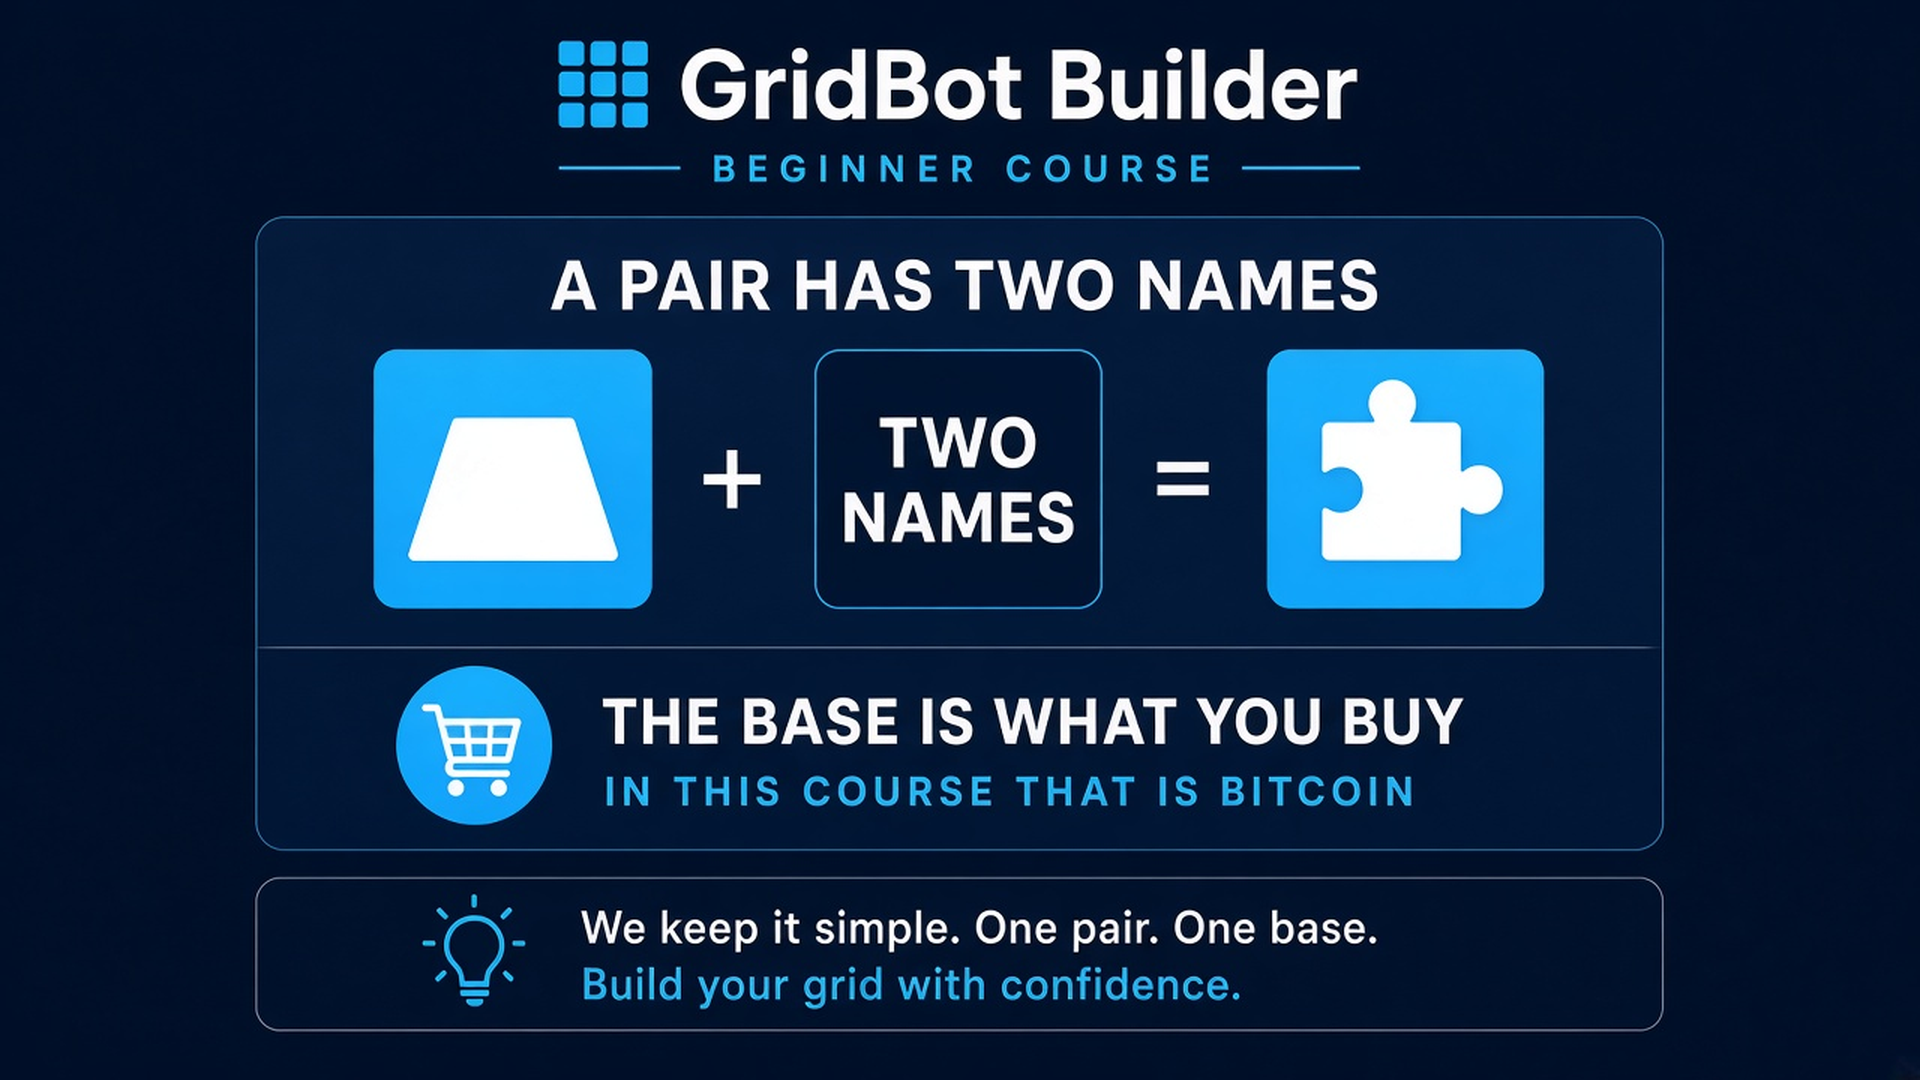 GridBot Builder
BEGINNER COURSE
A PAIR HAS TWO NAMES
+
TWO
NAMES
=
THE BASE IS WHAT YOU BUY
IN THIS COURSE THAT IS BITCOIN
We keep it simple. One pair. One base.
Build your grid with confidence.